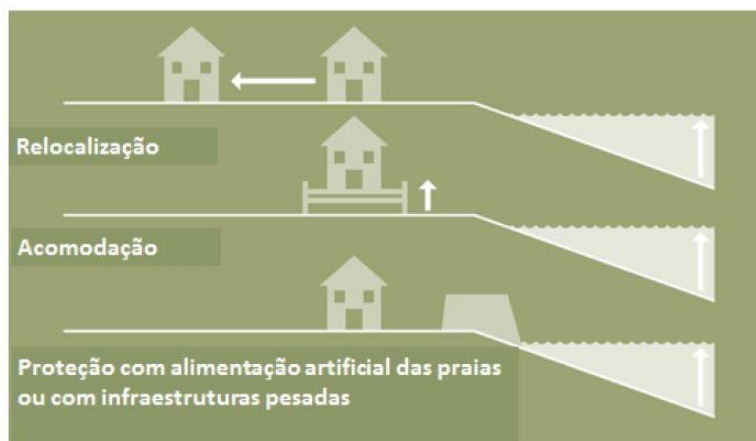 Relocalização
Acomodação
Proteção com alimentação artificial das praias
ou com infraestruturas pesadas